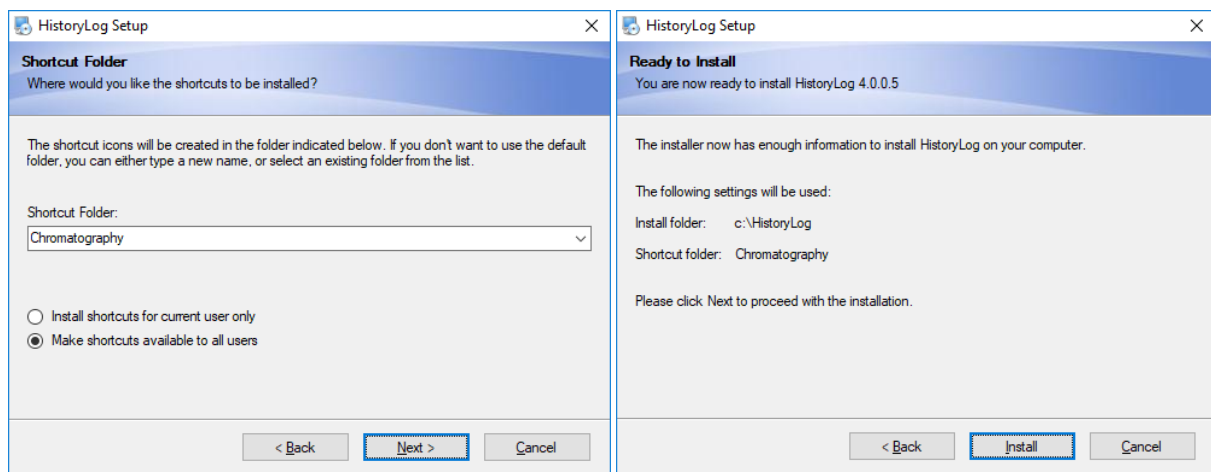 HistoryLog Setup
Shortcut Folder
Where would you like the shortcuts to be installed?
The shortcut icons will be created in the folder indicated below. If you don't want to use the default
folder, you can either type a new name, or select an existing folder from the list.
Shortcut Folder:
Chromatography
Install shortcuts for current user only
Make shortcuts available to all users
< Back
Next >
Cancel
HistoryLog Setup
Ready to Install
You are now ready to install HistoryLog 4.0.0.5
The installer now has enough information to install HistoryLog on your computer.
The following settings will be used:
Install folder: c:\HistoryLog
Shortcut folder: Chromatography
Please click Next to proceed with the installation.
< Back
Install
Cancel